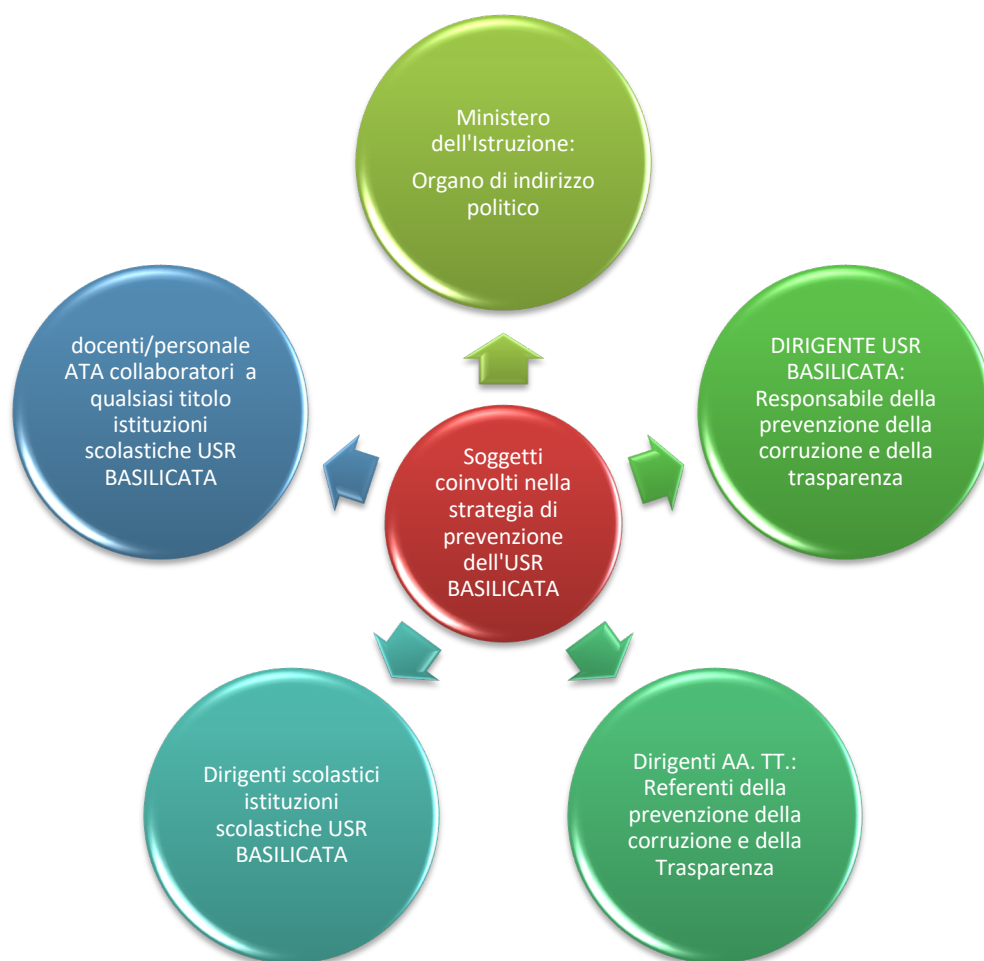 Ministero
dell'Istruzione:
Organo di indirizzo
politico
DIRIGENTE USR
BASILICATA:
Responsabile della
prevenzione della
corruzione e della
trasparenza
Dirigenti AA. TT.:
Referenti della
prevenzione della
corruzione e della
Trasparenza
Dirigenti scolastici
istituzioni
scolastiche USR
BASILICATA
docenti/personale
ATA collaboratori a
qualsiasi titolo
istituzioni
scolastiche USR
BASILICATA
Soggetti
coinvolti nella
strategia di
prevenzione
dell'USR
BASILICATA